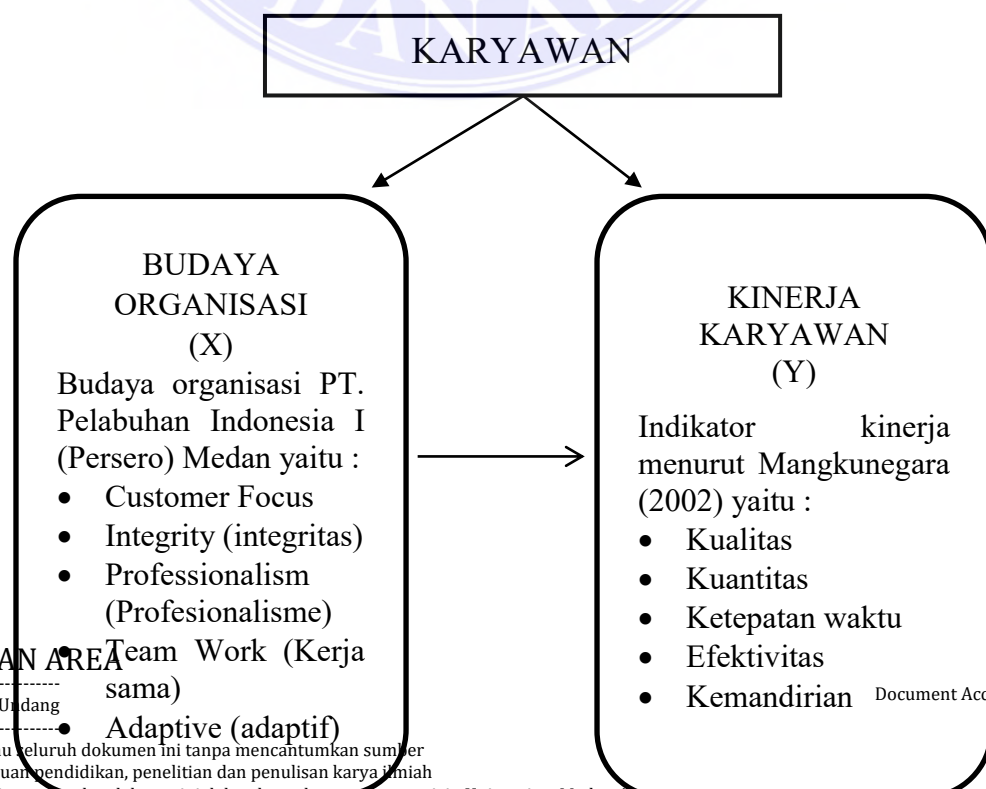 KARYAWAN
BUDAYA
ORGANISASI
(X)
Budaya organisasi PT.
Pelabuhan Indonesia I
(Persero) Medan yaitu :
• Customer Focus
• Integrity (integritas)
• Professionalism
(Profesionalisme)
• Team Work (Kerja
sama)
• Adaptive (adaptif)
KINERJA
KARYAWAN
(Y)
Indikator kinerja
menurut Mangkunegara
(2002) yaitu :
• Kualitas
• Kuantitas
• Ketepatan waktu
• Efektivitas
• Kemandirian
AN AREA
Undang
Document Acc
seluruh dokumen ini tanpa mencantumkan sumber
pendidikan, penelitian dan penulisan karya ilmiah